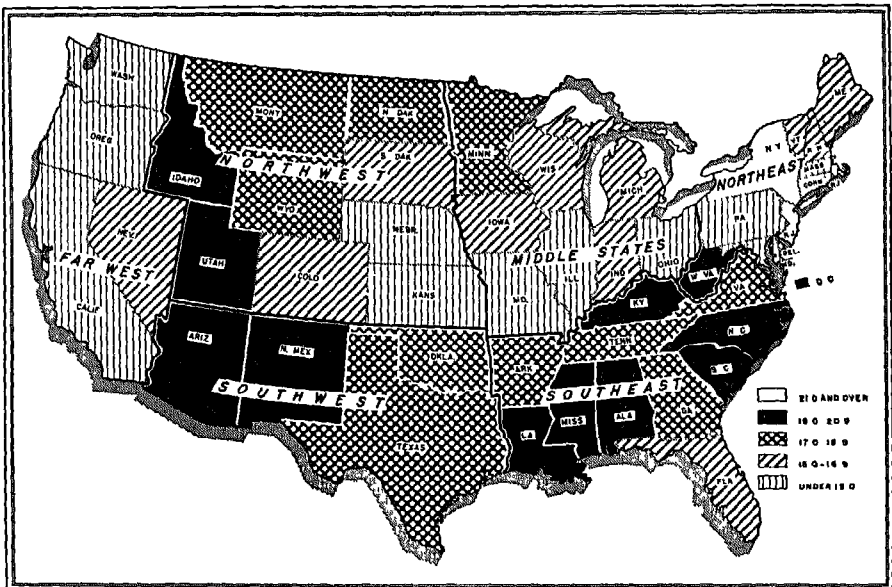 WASH
OREG
CALIF
NEV.
IDAHO
UTAH
ARIZ
MONT
WYO
COLO
N. MEX
N. DAK
S. DAK
NEBR.
KANS
OKLA.
TEXAS
MINN
IOWA
MO.
ARK
LA
WIS
ILL
MICH
IND
OHIO
KY
TENN
MISS
ALA
GA
FLA
S. C.
N. C.
VA
W. VA
PA
N. Y.
VT
N. H.
ME
MASS
CONN
R. I.
N. J.
DEL.
D C
FAR WEST
NORTHWEST
SOUTHWEST
MIDDLE STATES
SOUTHEAST
NORTHEAST
21 0 AND OVER
19 0 20 9
17 0 18 9
15 0-16 9
UNDER 15 0